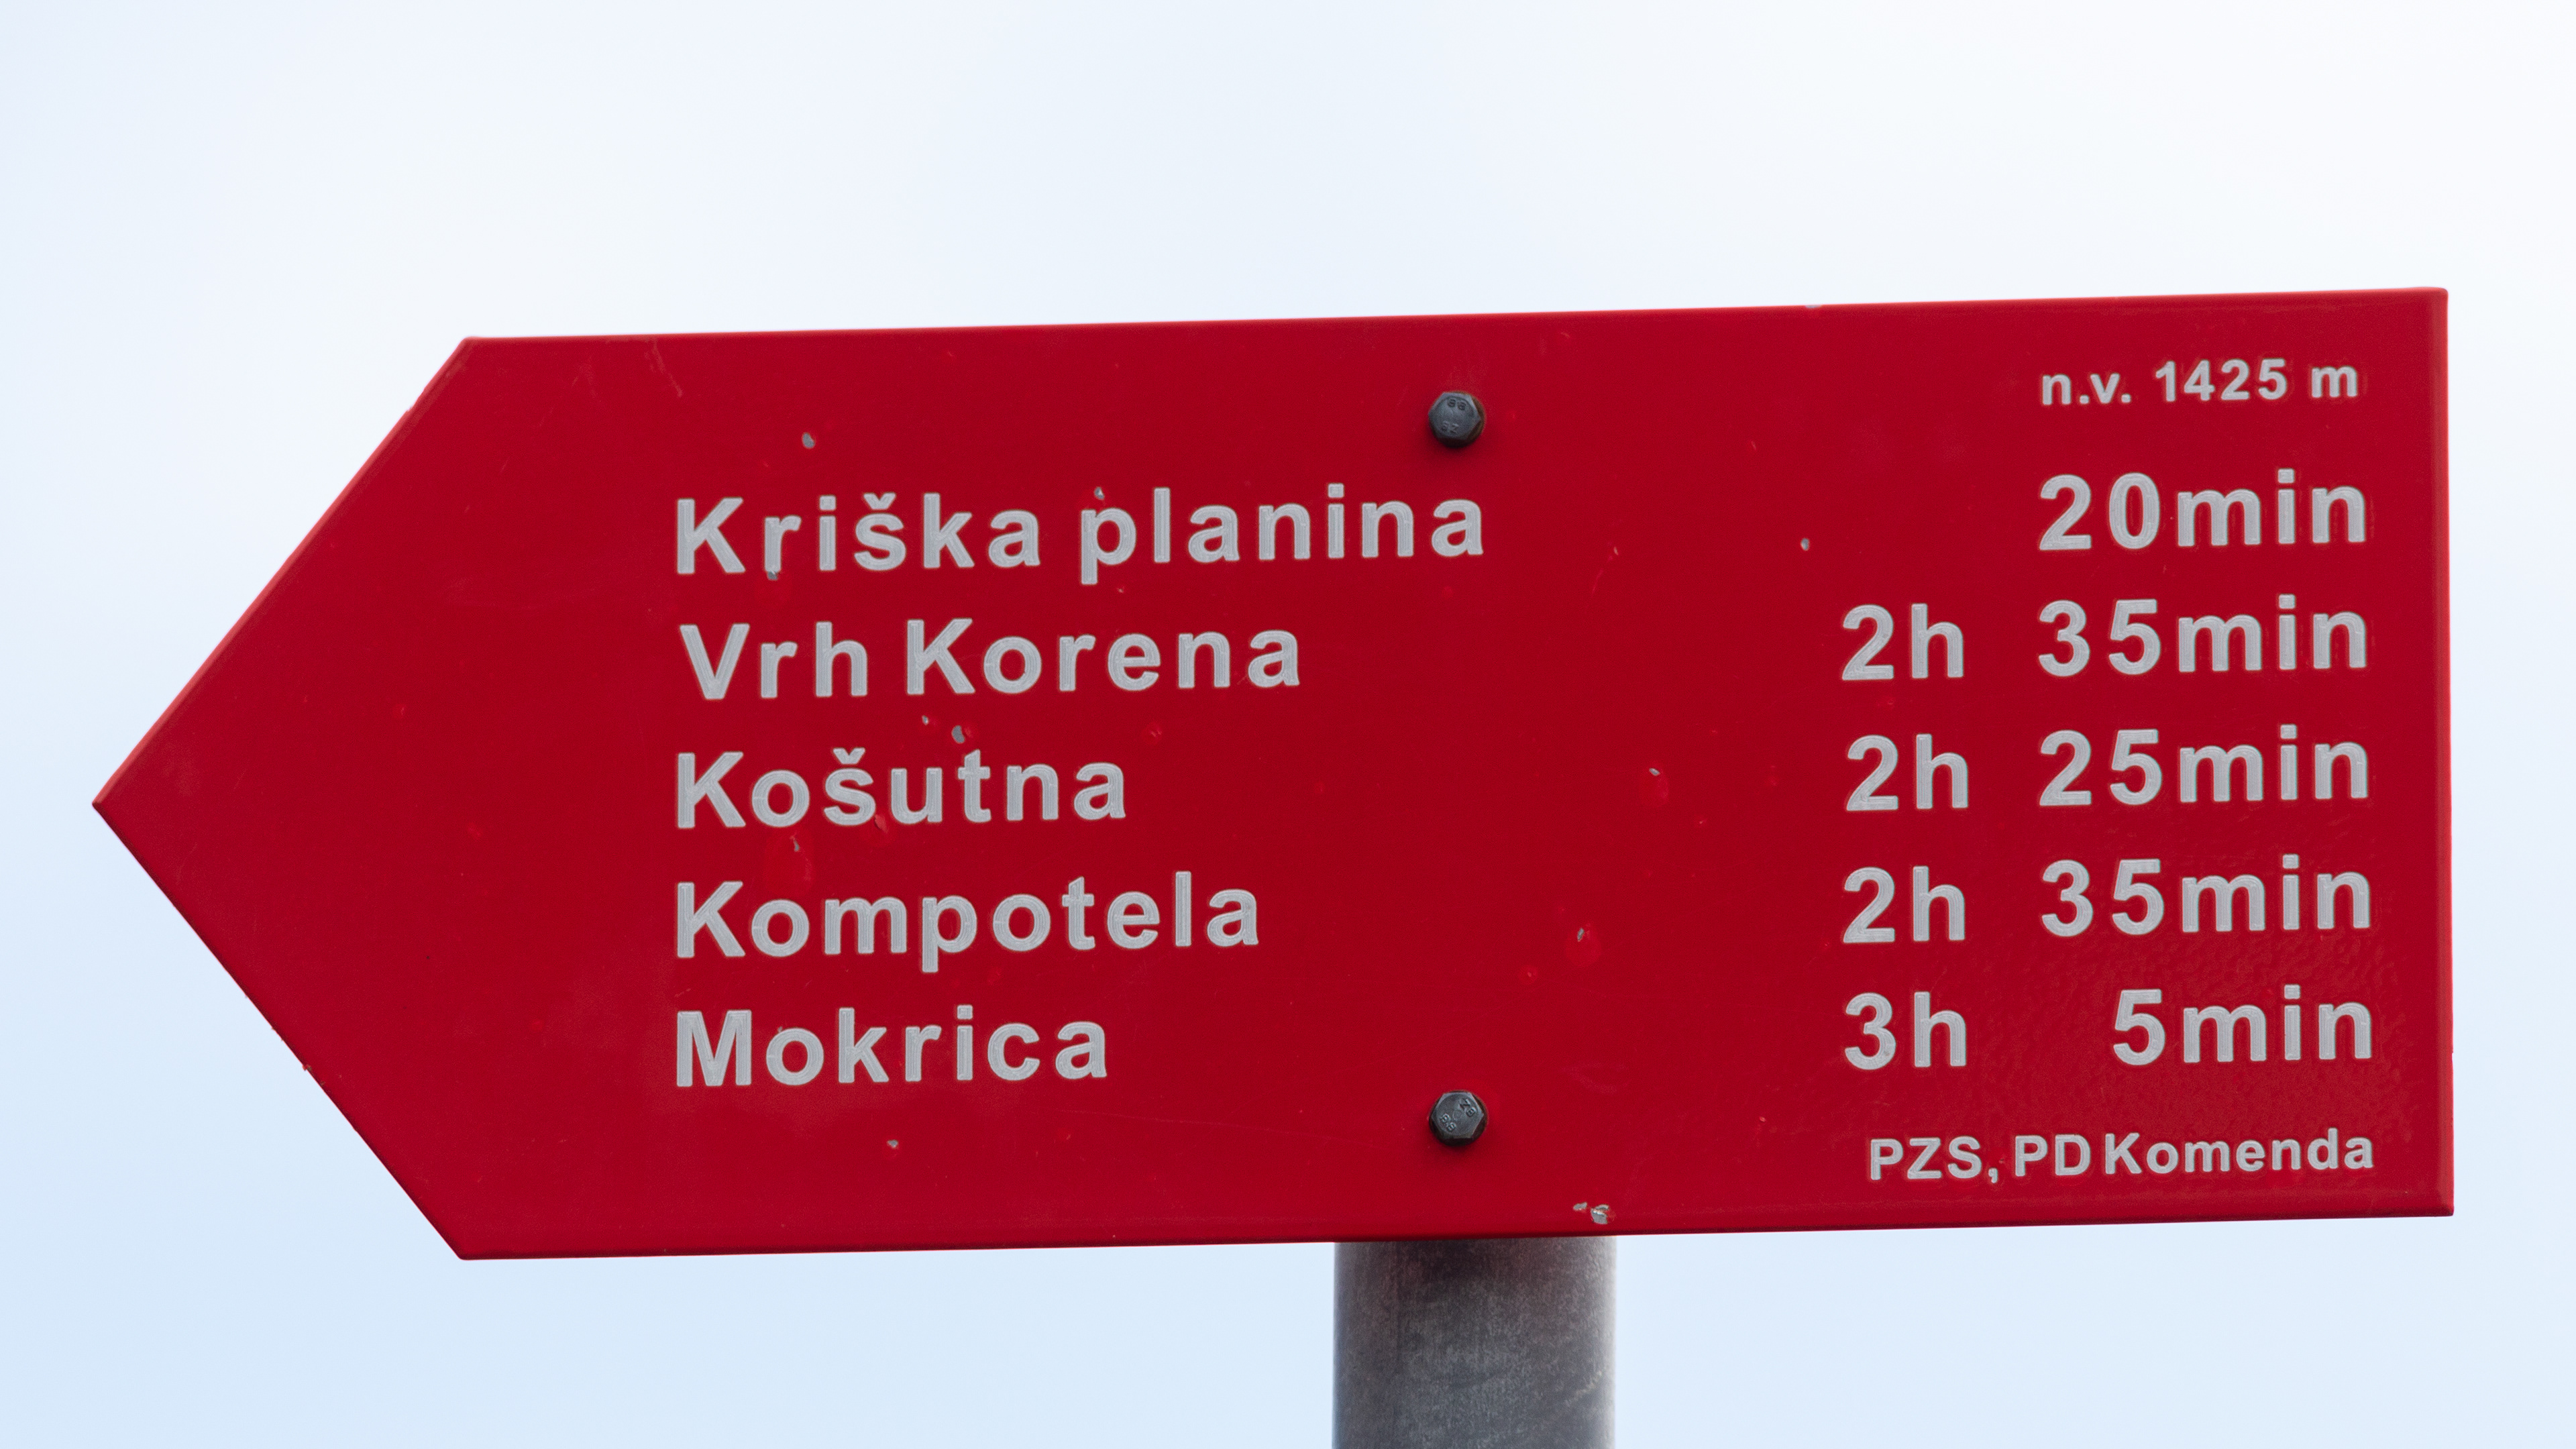 n.v. 1425 m
Kriška planina 20min
Vrh Korena 2h 35min
Košutna 2h 25min
Kompotela 2h 35min
Mokrica 3h 5min
PZS, PD Komenda